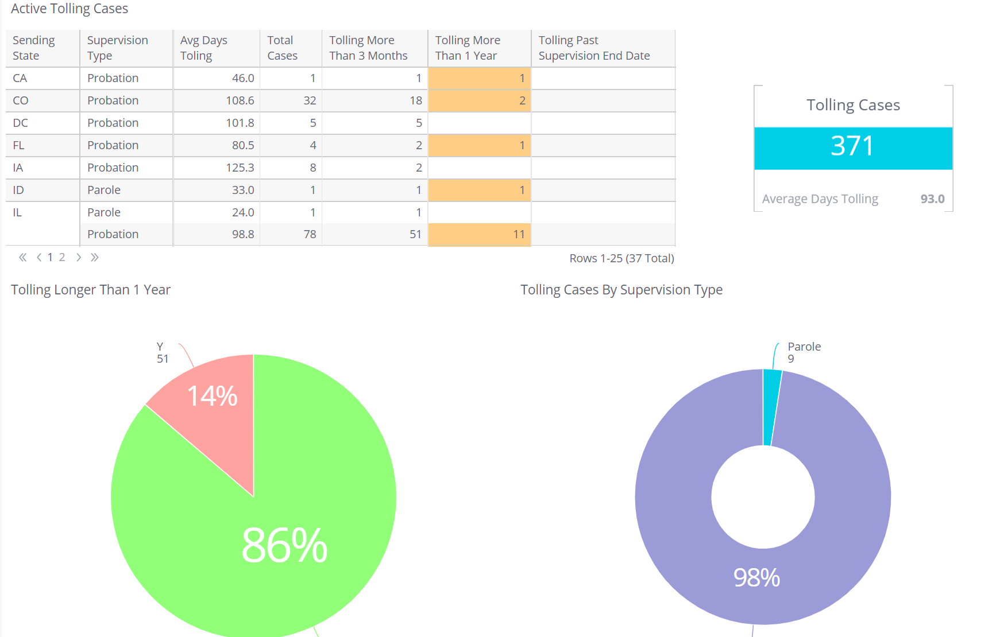 Active Tolling Cases
Sending State Supervision Type Avg Days Toling Total Cases Tolling More Than 3 Months Tolling More Than 1 Year Tolling Past Supervision End Date
CA Probation 46.0 1 1 1
CO Probation 108.6 32 18 2
DC Probation 101.8 5 5
FL Probation 80.5 4 2 1
IA Probation 125.3 8 2
ID Parole 33.0 1 1 1
IL Parole 24.0 1 1
Probation 98.8 78 51 11
« ‹ 1 2 › »
Rows 1-25 (37 Total)
Tolling Cases
371
Average Days Tolling 93.0
Tolling Longer Than 1 Year
Y
51
14%
86%
Tolling Cases By Supervision Type
Parole
9
98%